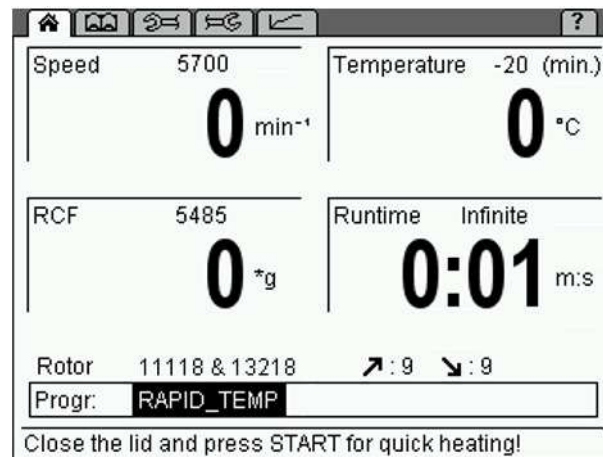 ?
Speed 5700
0 min⁻¹
Temperature -20 (min.)
0 °C
RCF 5485
0 *g
Runtime Infinite
0:01 m:s
Rotor 11118 & 13218 ↗ : 9 ↘ : 9
Progr: RAPID_TEMP
Close the lid and press START for quick heating!